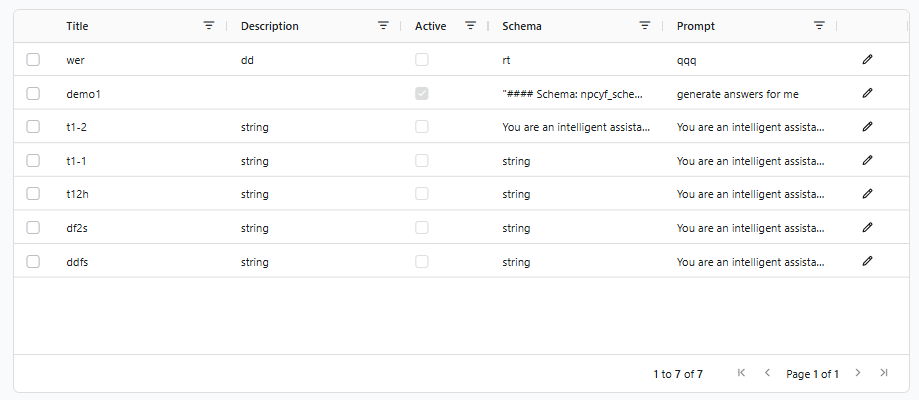 Title Description Active Schema Prompt
wer dd rt qqq
demo1 "#### Schema: npcyf_sche... generate answers for me
t1-2 string You are an intelligent assista... You are an intelligent assista...
t1-1 string string You are an intelligent assista...
t12h string string You are an intelligent assista...
df2s string string You are an intelligent assista...
ddfs string string You are an intelligent assista...
1 to 7 of 7 Page 1 of 1